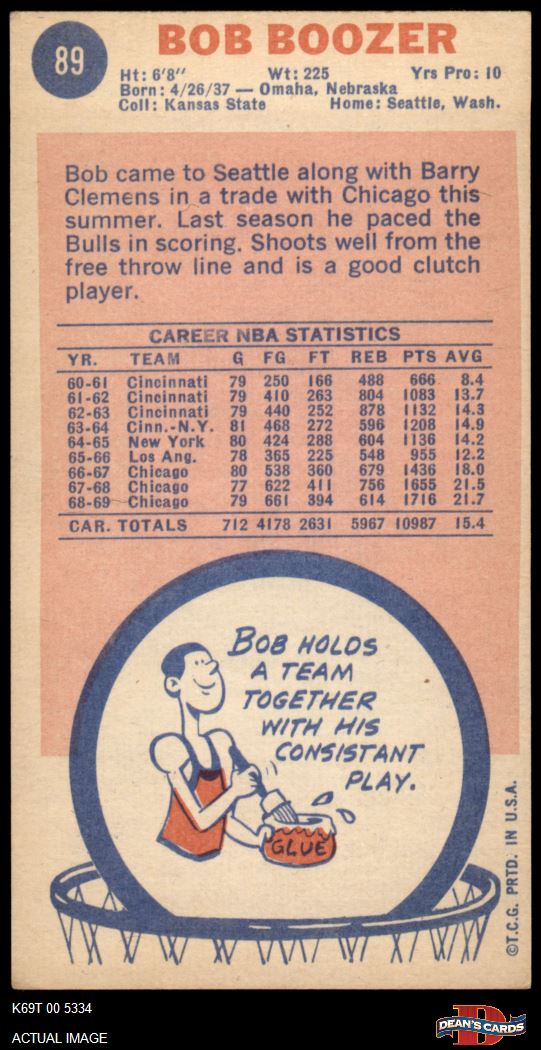 89
BOB BOOZER
Ht: 6'8" Wt: 225 Yrs Pro: 10
Born: 4/26/37 — Omaha, Nebraska
Coll: Kansas State Home: Seattle, Wash.
Bob came to Seattle along with Barry
Clemens in a trade with Chicago this
summer. Last season he paced the
Bulls in scoring. Shoots well from the
free throw line and is a good clutch
player.
CAREER NBA STATISTICS
YR. TEAM G FG FT REB PTS AVG
60-61 Cincinnati 79 250 166 488 666 8.4
61-62 Cincinnati 79 410 263 804 1083 13.7
62-63 Cincinnati 79 440 252 878 1132 14.3
63-64 Cinn.-N.Y. 81 468 272 596 1208 14.9
64-65 New York 80 424 288 604 1136 14.2
65-66 Los Ang. 78 365 225 548 955 12.2
66-67 Chicago 80 538 360 679 1436 18.0
67-68 Chicago 77 622 411 756 1655 21.5
68-69 Chicago 79 661 394 614 1716 21.7
CAR. TOTALS 712 4178 2631 5967 10987 15.4
BOB HOLDS
A TEAM
TOGETHER
WITH HIS
CONSISTANT
PLAY.
GLUE
©T.C.G. PRTD. IN U.S.A.
K69T 00 5334
ACTUAL IMAGE
D
DEAN'S CARDS